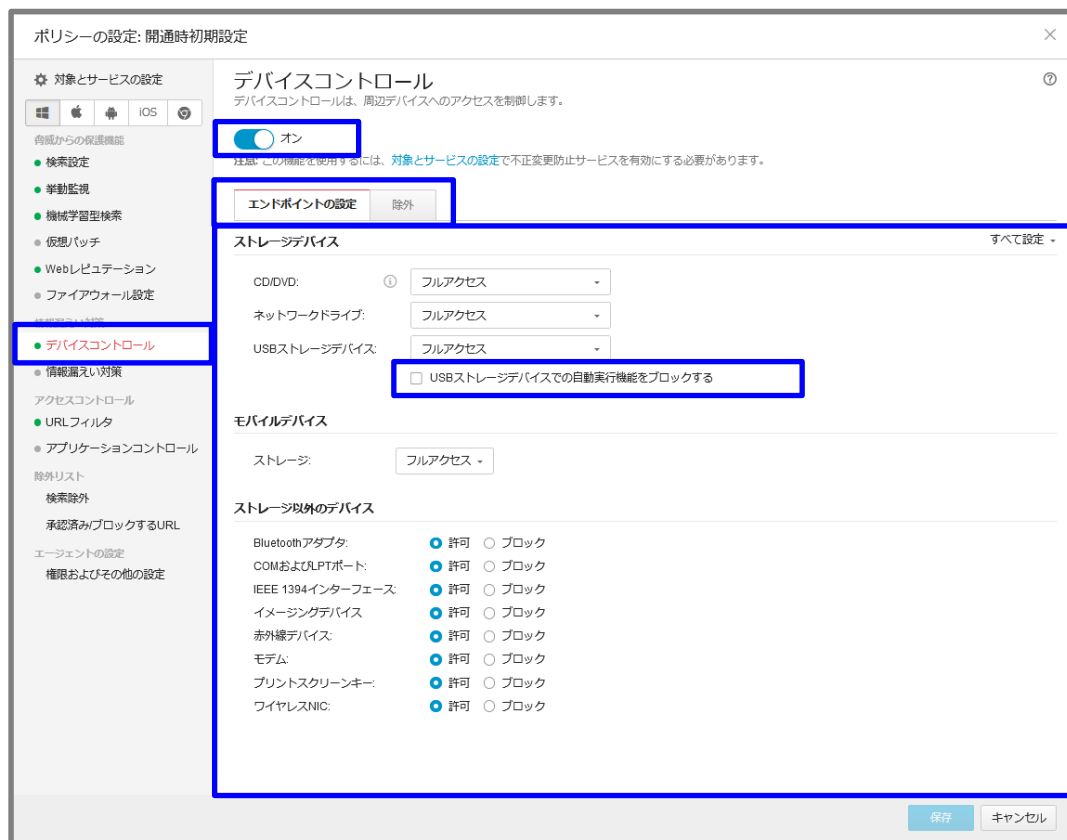 ポリシーの設定: 開通時初期設定
対象とサービスの設定
iOS
脅威からの保護機能
検索設定
挙動監視
機械学習型検索
仮想パッチ
Webレピュテーション
ファイアウォール設定
情報漏えい対策
デバイスコントロール
情報漏えい対策
アクセスコントロール
URLフィルタ
アプリケーションコントロール
除外リスト
検索除外
承認済み/ブロックするURL
エージェントの設定
権限およびその他の設定
デバイスコントロール
デバイスコントロールは、周辺デバイスへのアクセスを制御します。
オン
注意: この機能を使用するには、対象とサービスの設定で不正変更防止サービスを有効にする必要があります。
エンドポイントの設定 除外
ストレージデバイス すべて設定
CD/DVD: フルアクセス
ネットワークドライブ: フルアクセス
USBストレージデバイス: フルアクセス
USBストレージデバイスでの自動実行機能をブロックする
モバイルデバイス
ストレージ: フルアクセス
ストレージ以外のデバイス
Bluetoothアダプタ: 許可 ブロック
COMおよびLPTポート: 許可 ブロック
IEEE 1394インターフェース: 許可 ブロック
イメージングデバイス 許可 ブロック
赤外線デバイス: 許可 ブロック
モデム: 許可 ブロック
プリントスクリーンキー: 許可 ブロック
ワイヤレスNIC: 許可 ブロック
保存 キャンセル